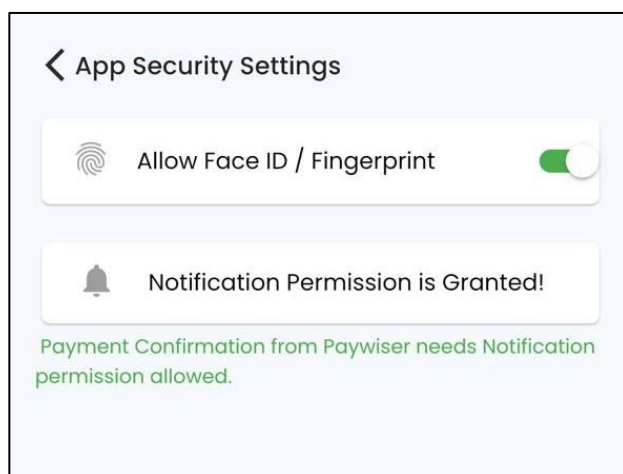 App Security Settings
Allow Face ID / Fingerprint
Notification Permission is Granted!
Payment Confirmation from Paywiser needs Notification
permission allowed.